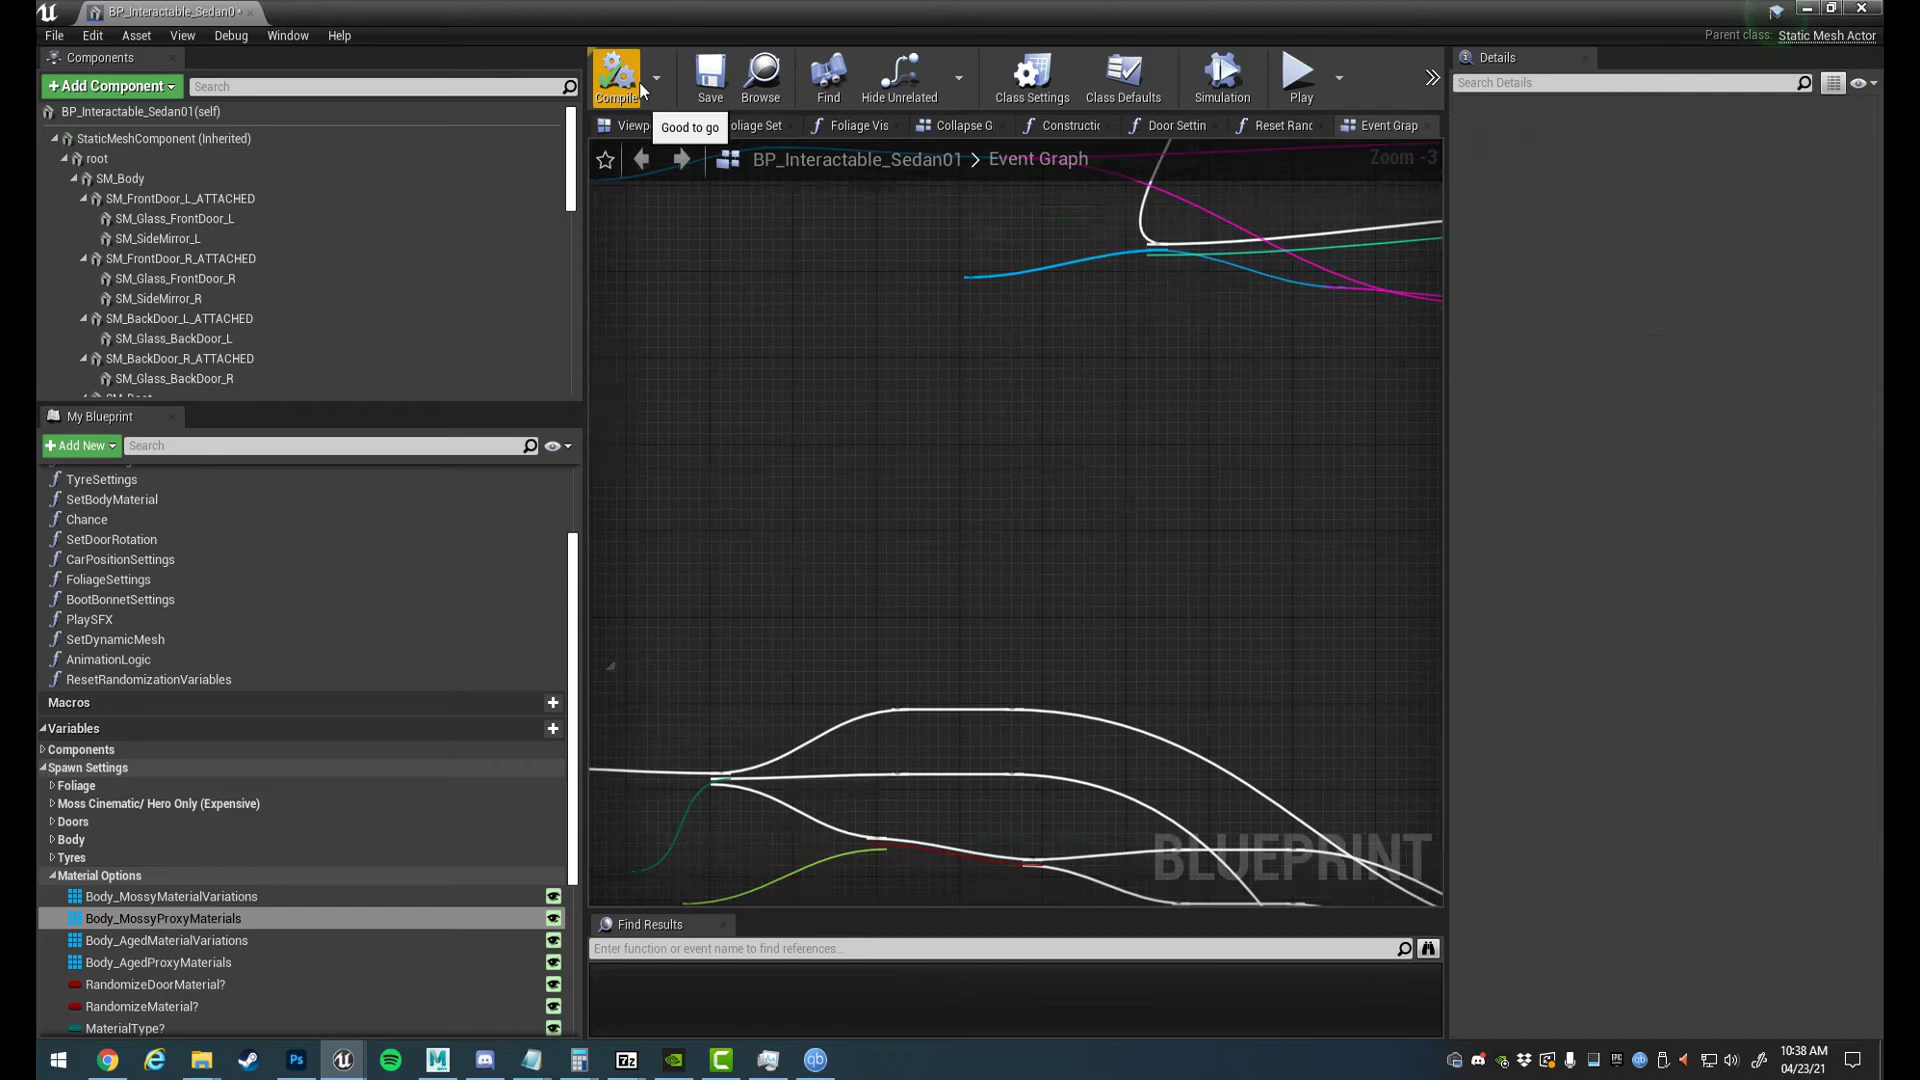 BP_Interactable_Sedan0*
File Edit Asset View Debug Window Help
Parent class: Static Mesh Actor
Components
+Add Component
Search
BP_Interactable_Sedan01(self)
StaticMeshComponent (Inherited)
root
SM_Body
SM_FrontDoor_L_ATTACHED
SM_Glass_FrontDoor_L
SM_SideMirror_L
SM_FrontDoor_R_ATTACHED
SM_Glass_FrontDoor_R
SM_SideMirror_R
SM_BackDoor_L_ATTACHED
SM_Glass_BackDoor_L
SM_BackDoor_R_ATTACHED
SM_Glass_BackDoor_R
My Blueprint
+Add New
Search
TyreSettings
SetBodyMaterial
Chance
SetDoorRotation
CarPositionSettings
FoliageSettings
BootBonnetSettings
PlaySFX
SetDynamicMesh
AnimationLogic
ResetRandomizationVariables
Macros
Variables
Components
Spawn Settings
Foliage
Moss Cinematic/ Hero Only (Expensive)
Doors
Body
Tyres
Material Options
Body_MossyMaterialVariations
Body_MossyProxyMaterials
Body_AgedMaterialVariations
Body_AgedProxyMaterials
RandomizeDoorMaterial?
RandomizeMaterial?
MaterialType?
Compile Save Browse Find Hide Unrelated Class Settings Class Defaults Simulation Play
Good to go
Viewp oliage Set Foliage Vis Collapse G Constructic Door Settin Reset Ranc Event Grap
BP_Interactable_Sedan01 > Event Graph
Zoom -3
BLUEPRINT
Find Results
Enter function or event name to find references...
Details
Search Details
10:38 AM
04/23/21